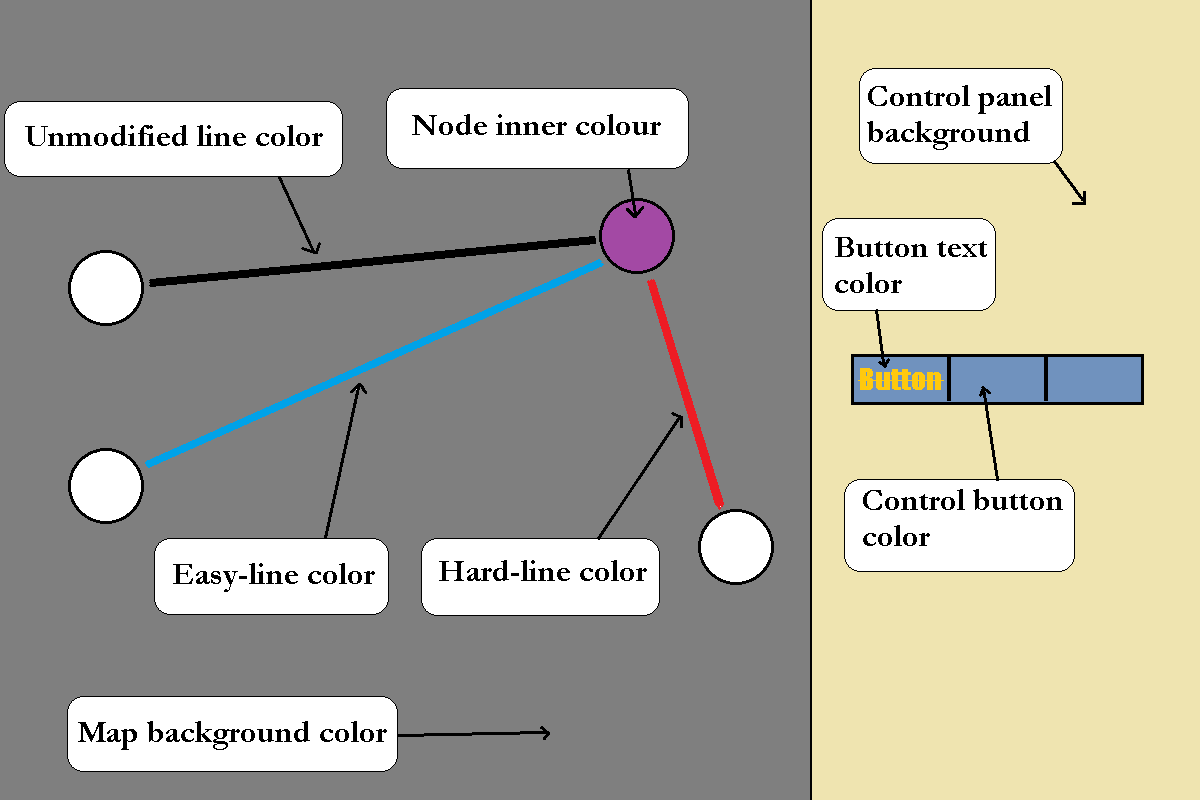 Unmodified line color
Node inner colour
Control panel
background
Button text
color
Button
Control button
color
Easy-line color
Hard-line color
Map background color